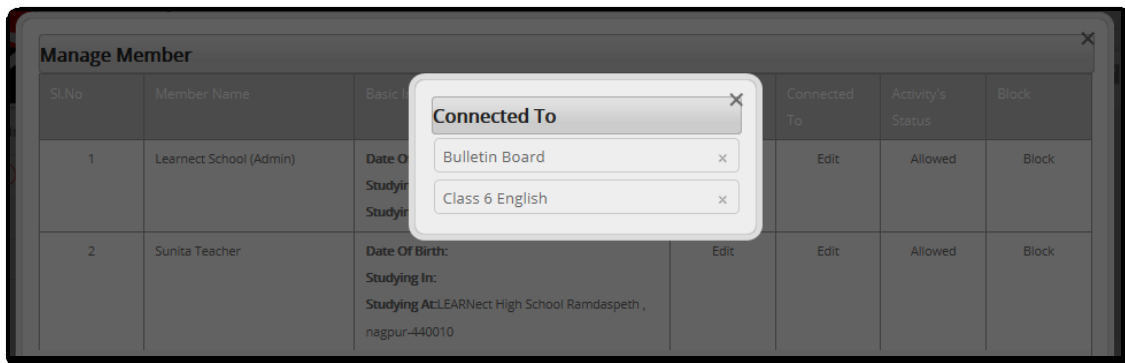 Manage Member
Sl.No Member Name Basic Connected To Activity's Status Block
Connected To
Bulletin Board
Class 6 English
1 Learnect School (Admin) Date Edit Allowed Block
2 Sunita Teacher Date Of Birth: Edit Edit Allowed Block
Studying In:
Studying At:LEARNect High School Ramdaspeth ,
nagpur-440010